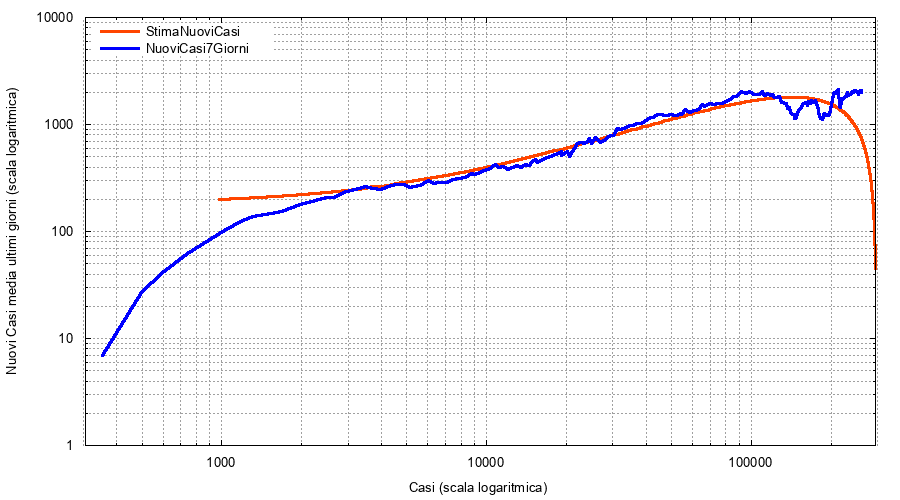 10000
1000
100
10
1
StimaNuoviCasi
NuoviCasi7Giorni
Nuovi Casi media ultimi giorni (scala logaritmica)
1000 10000 100000
Casi (scala logaritmica)